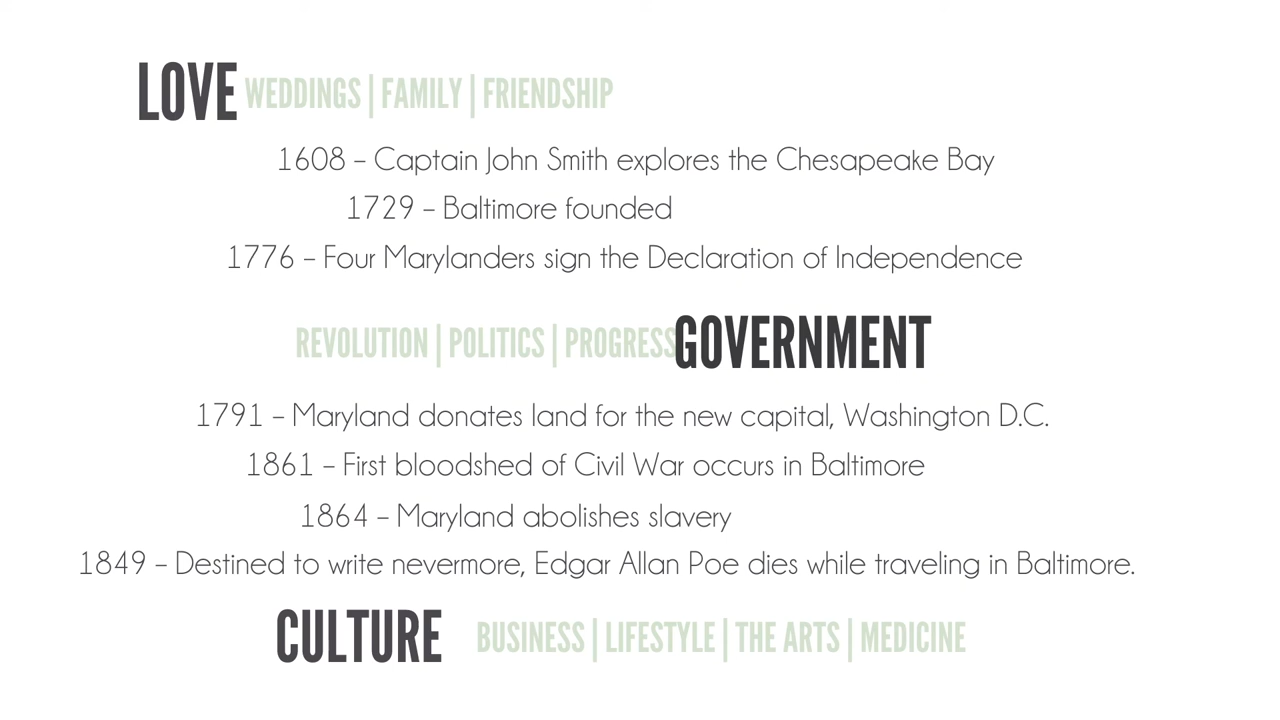 LOVE WEDDINGS | FAMILY | FRIENDSHIP
1608 – Captain John Smith explores the Chesapeake Bay
1729 – Baltimore founded
1776 – Four Marylanders sign the Declaration of Independence
REVOLUTION | POLITICS | PROGRESS GOVERNMENT
1791 – Maryland donates land for the new capital, Washington D.C.
1861 – First bloodshed of Civil War occurs in Baltimore
1864 – Maryland abolishes slavery
1849 – Destined to write nevermore, Edgar Allan Poe dies while traveling in Baltimore.
CULTURE BUSINESS | LIFESTYLE | THE ARTS | MEDICINE